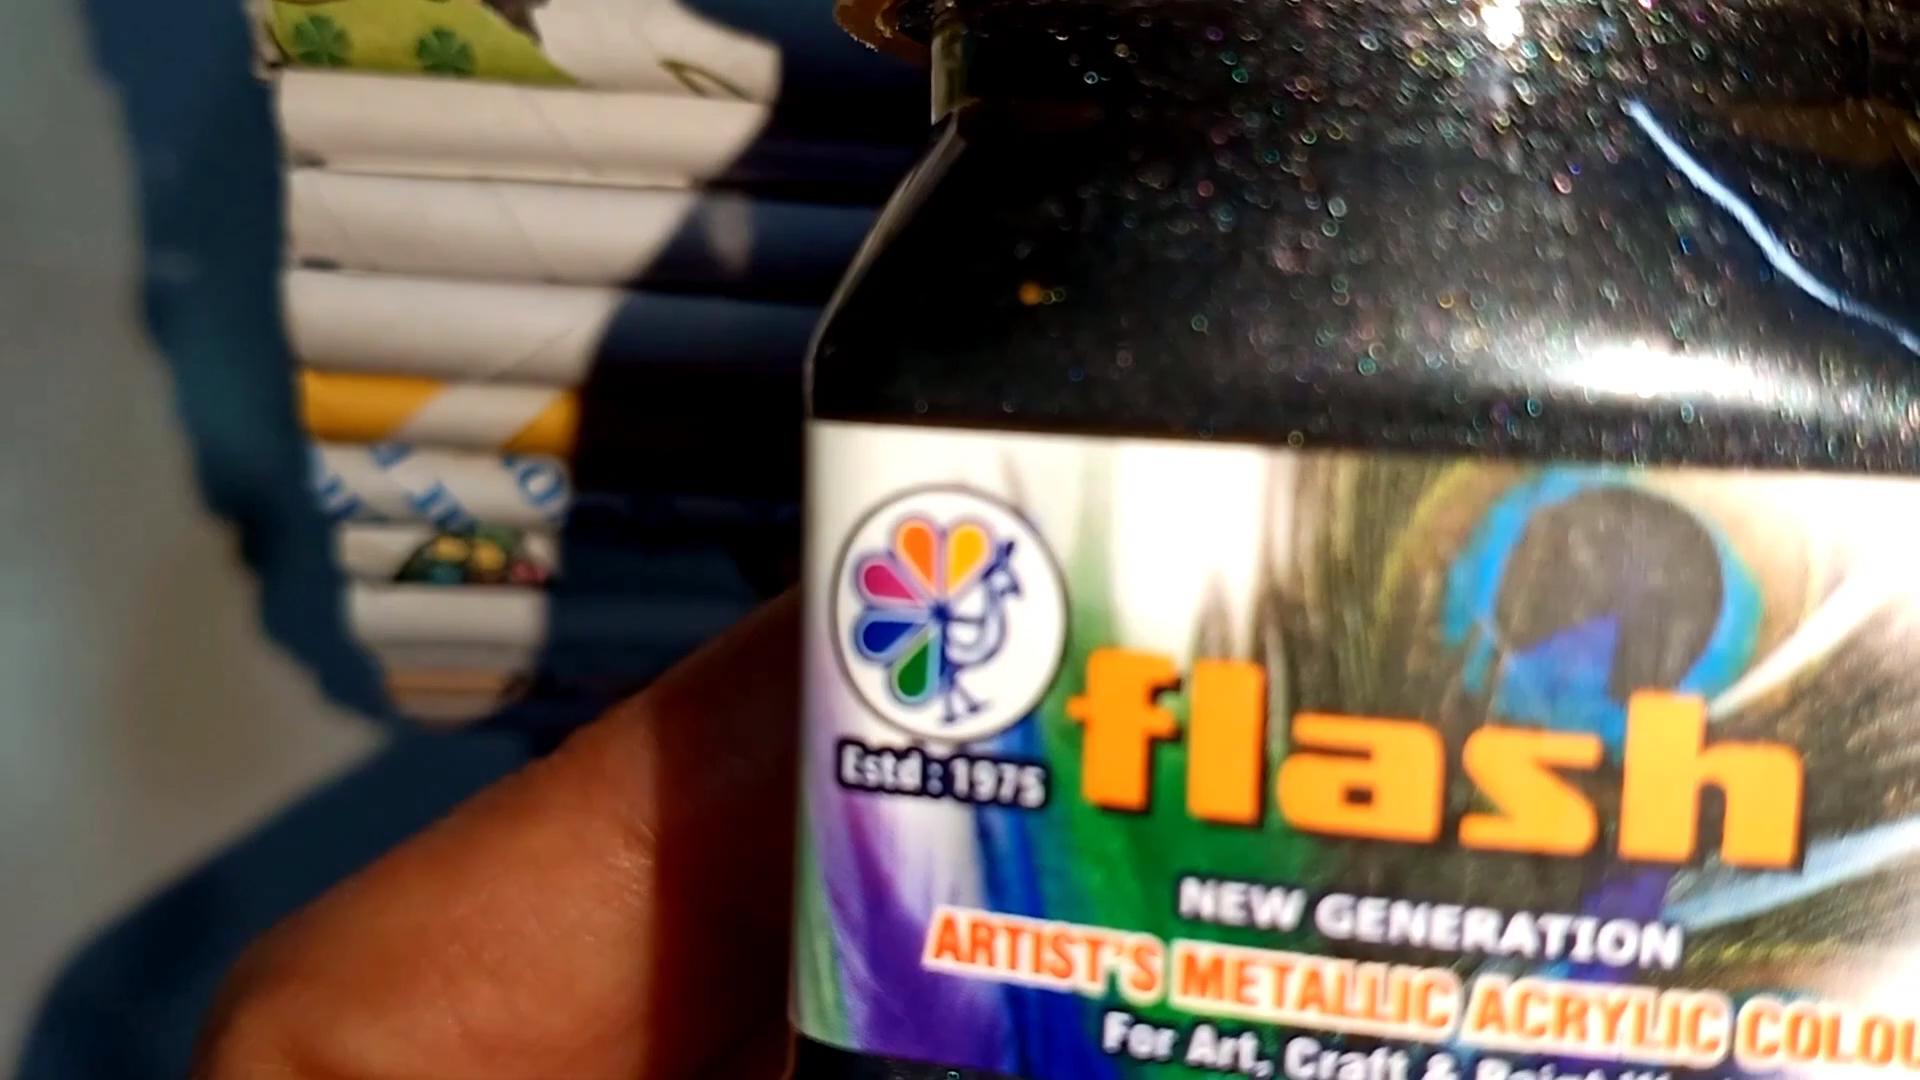 Estd : 1975
flash
NEW GENERATION
ARTIST'S METALLIC ACRYLIC COLOU
For Art, Craft &